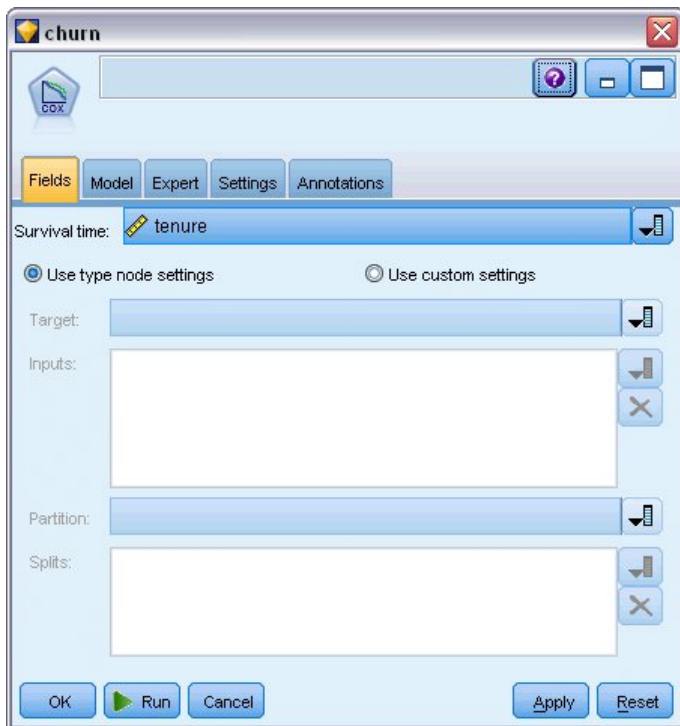 churn
COX
Fields Model Expert Settings Annotations
Survival time: tenure
Use type node settings Use custom settings
Target:
Inputs:
Partition:
Splits:
OK Run Cancel Apply Reset